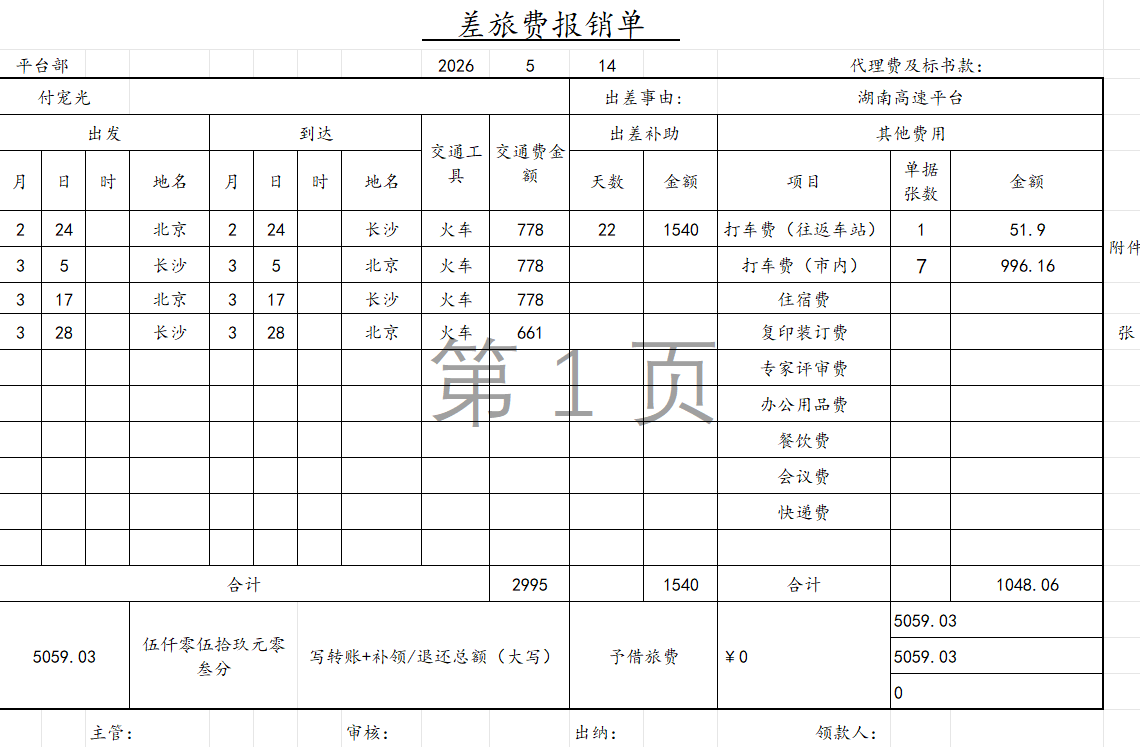 差旅费报销单
平台部 2026 5 14 代理费及标书款：
付宽光 出差事由: 湖南高速平台
出发 到达 交通工具 交通费金额 出差补助 其他费用
月 日 时 地名 月 日 时 地名 天数 金额 项目 单据张数 金额
2 24 北京 2 24 长沙 火车 778 22 1540 打车费（往返车站） 1 51.9
附件
3 5 长沙 3 5 北京 火车 778 打车费（市内） 7 996.16
3 17 北京 3 17 长沙 火车 778 住宿费
3 28 长沙 3 28 北京 火车 661 复印装订费 张
第 1 页
专家评审费
办公用品费
餐饮费
会议费
快递费
合计 2995 1540 合计 1048.06
5059.03 伍仟零伍拾玖元零叁分 写转账+补领/退还总额（大写） 予借旅费 ¥0
5059.03
5059.03
0
主管： 审核： 出纳： 领款人：